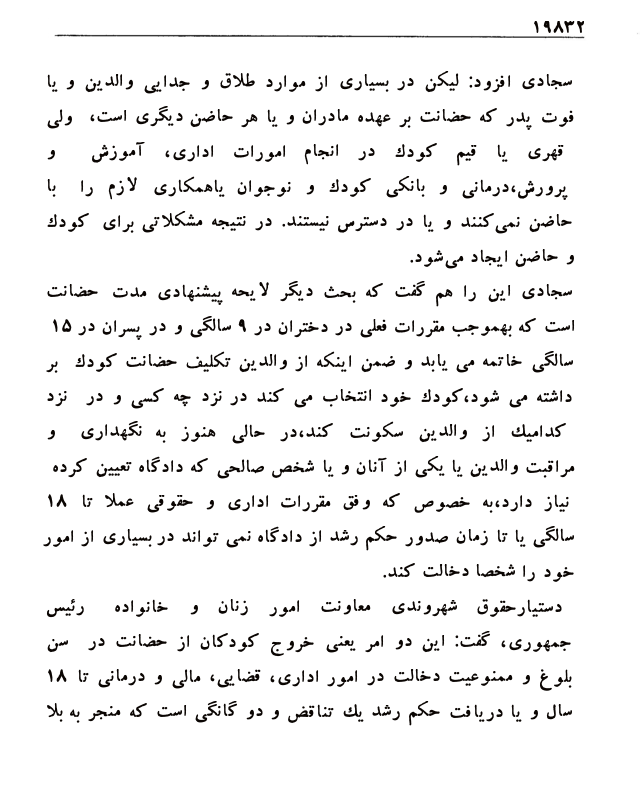 ۱۹۸۳۲
سجادی افزود: لیکن در بسیاری از موارد طلاق و جدایی والدین و یا
فوت پدر که حضانت بر عهده مادران و یا هر حاضن دیگری است، ولی
قهری یا قیم کودك در انجام امورات اداری، آموزش و
پرورش،درمانی و بانکی کودك و نوجوان یاهمکاری لازم را با
حاضن نمی‌کنند و یا در دسترس نیستند. در نتیجه مشکلاتی برای کودك
و حاضن ایجاد می‌شود.
سجادی این را هم گفت که بحث دیگر لایحه پیشنهادی مدت حضانت
است که بهموجب مقررات فعلی در دختران در ۹ سالگی و در پسران در ۱۵
سالگی خاتمه می یابد و ضمن اینکه از والدین تکلیف حضانت کودك بر
داشته می شود،کودك خود انتخاب می کند در نزد چه کسی و در نزد
کدامیك از والدین سکونت کند،در حالی هنوز به نگهداری و
مراقبت والدین یا یکی از آنان و یا شخص صالحی که دادگاه تعیین کرده
نیاز دارد،به خصوص که وفق مقررات اداری و حقوقی عملا تا ۱۸
سالگی یا تا زمان صدور حکم رشد از دادگاه نمی تواند در بسیاری از امور
خود را شخصا دخالت کند.
دستیارحقوق شهروندی معاونت امور زنان و خانواده رئیس
جمهوری، گفت: این دو امر یعنی خروج کودکان از حضانت در سن
بلوغ و ممنوعیت دخالت در امور اداری، قضایی، مالی و درمانی تا ۱۸
سال و یا دریافت حکم رشد یك تناقض و دو گانگی است که منجر به بلا